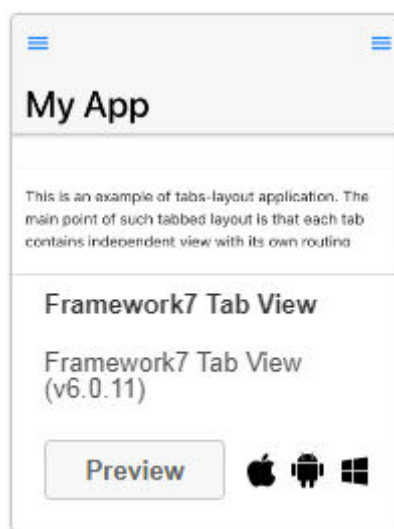 My App
This is an example of tabs-layout application. The
main point of such tabbed layout is that each tab
contains independent view with its own routing
Framework7 Tab View
Framework7 Tab View
(v6.0.11)
Preview